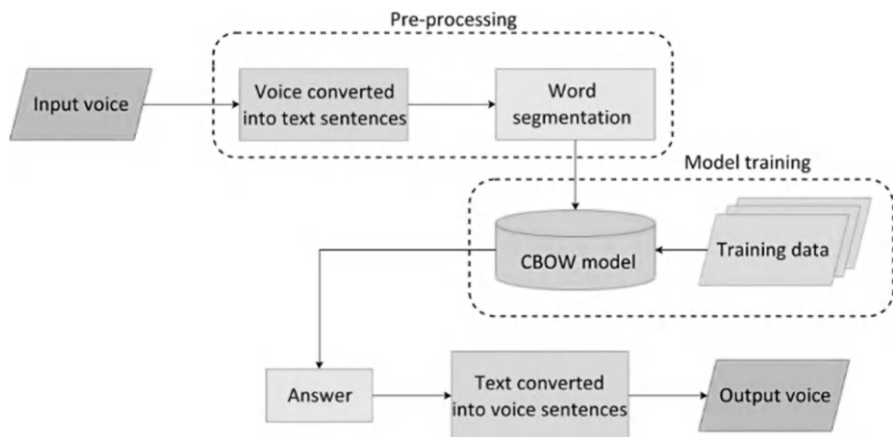 Pre-processing
Input voice
Voice converted
into text sentences
Word
segmentation
Model training
CBOW model
Training data
Answer
Text converted
into voice sentences
Output voice